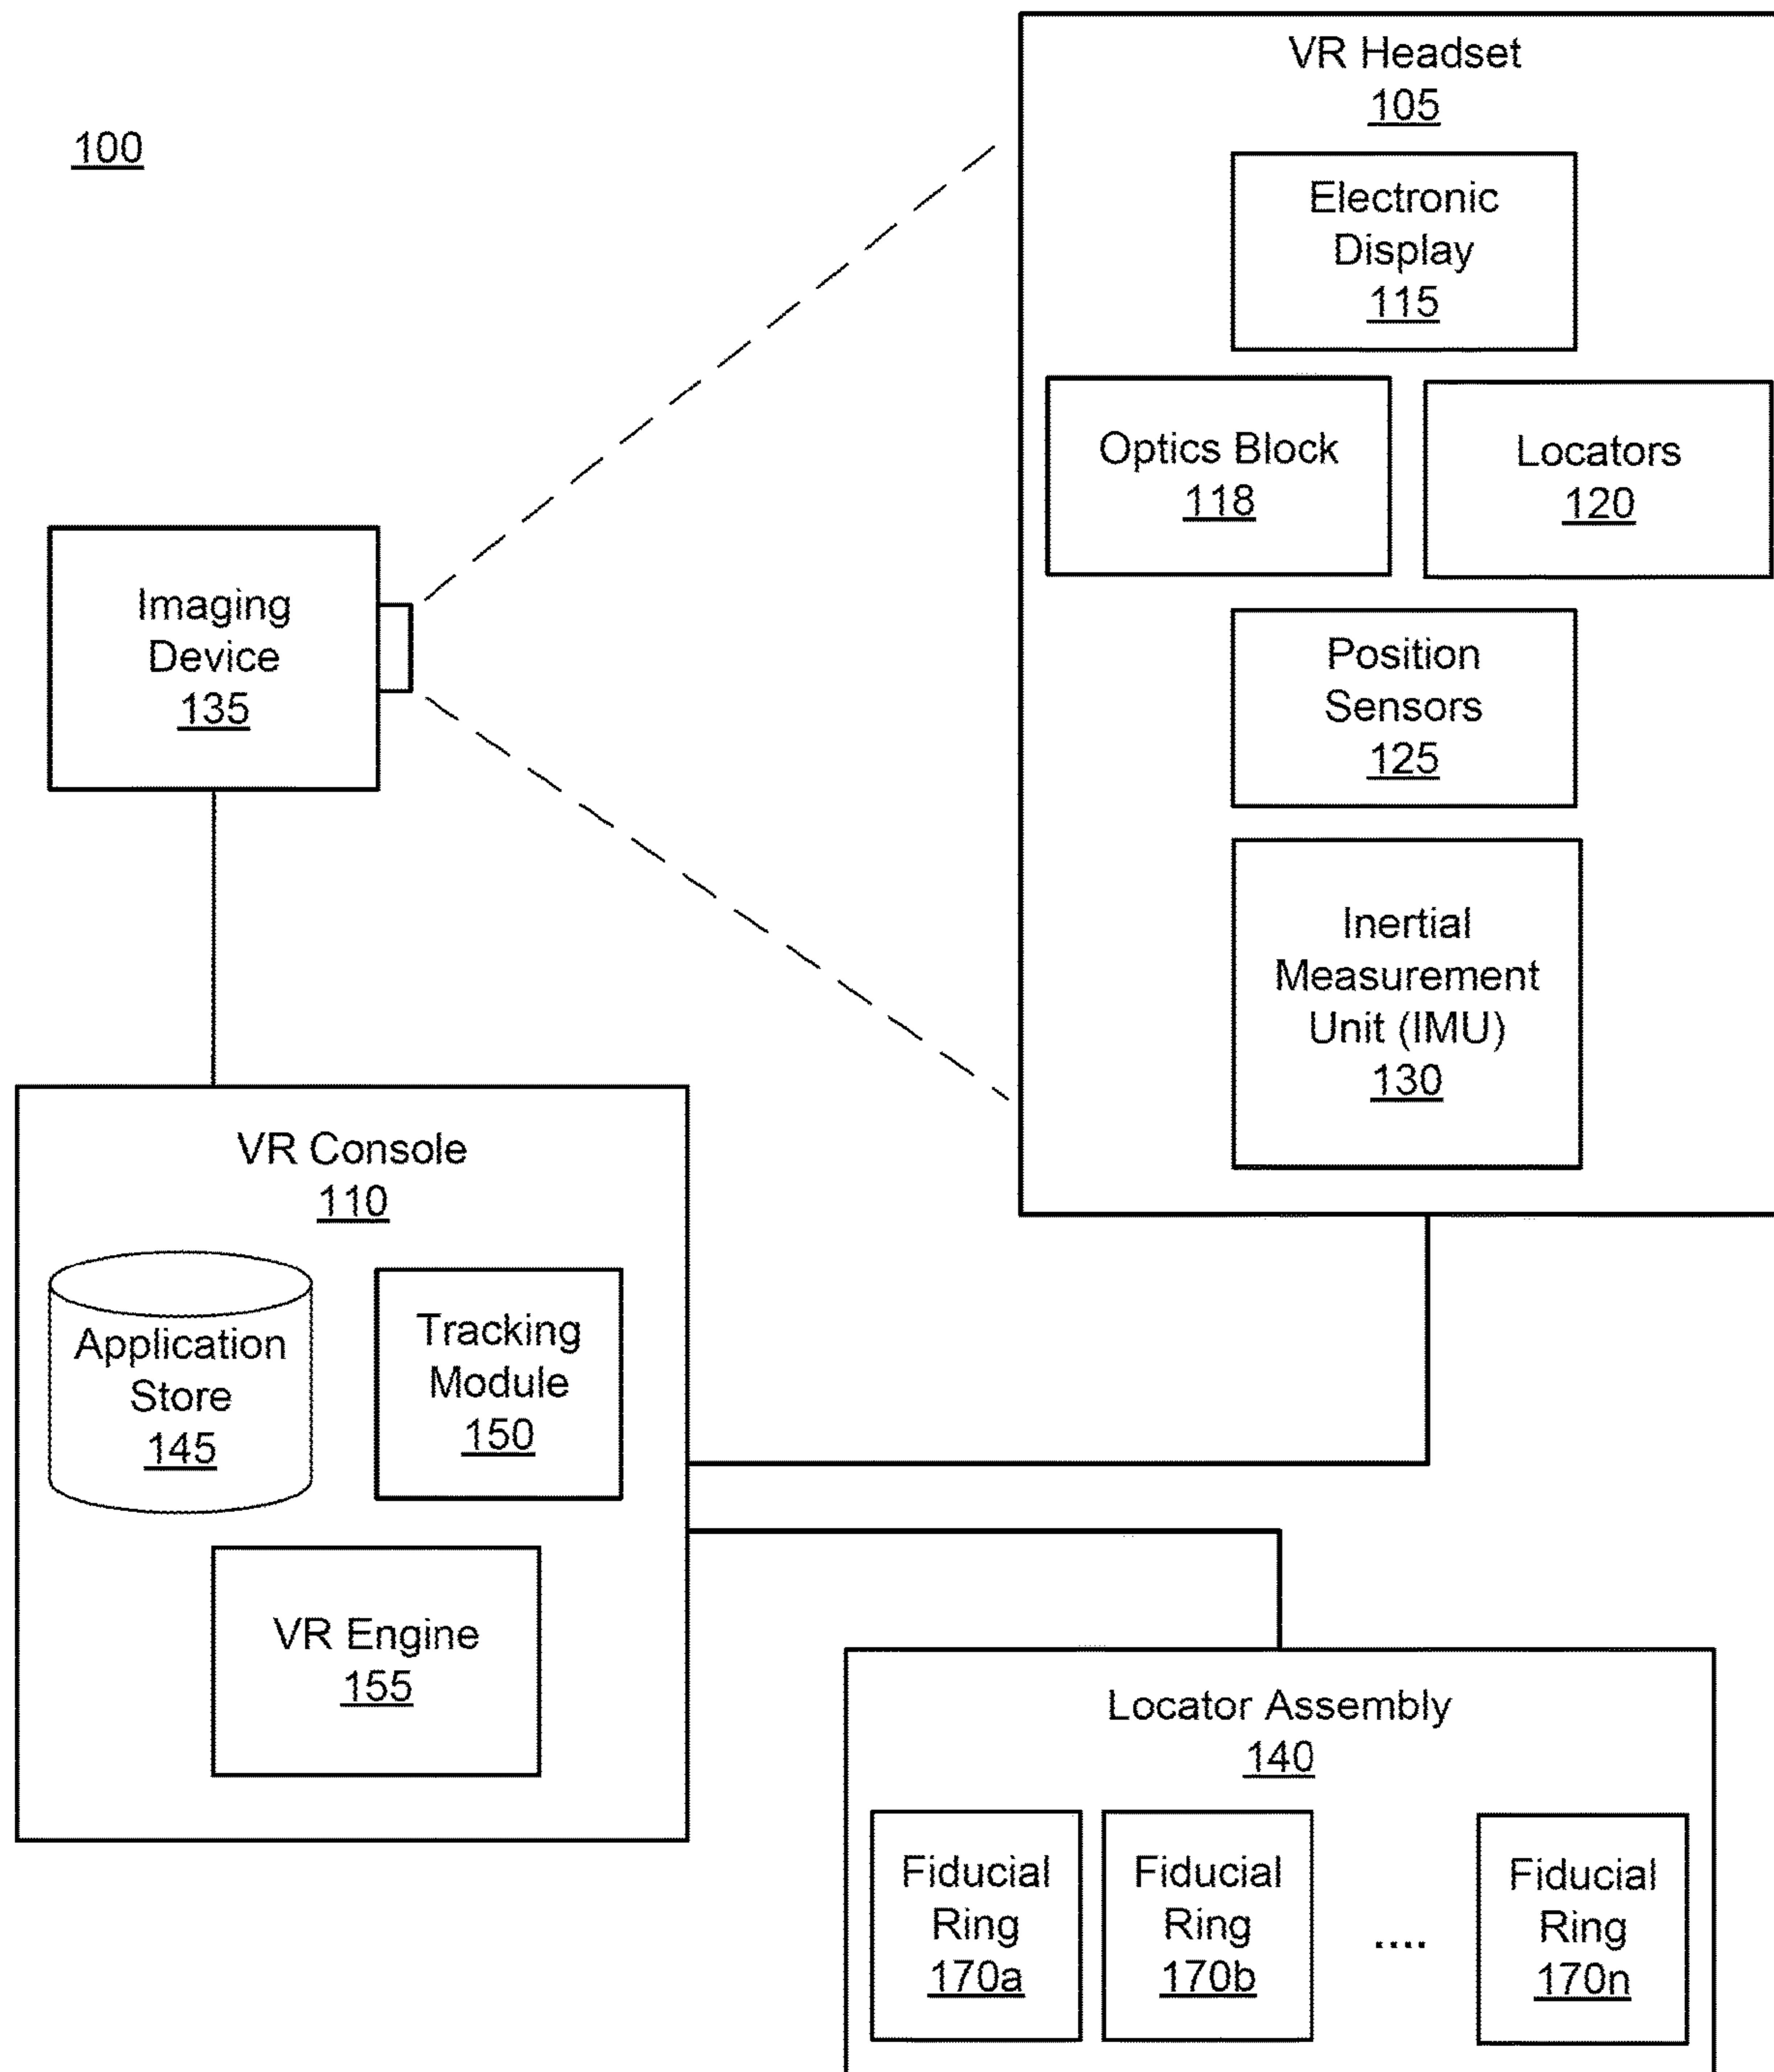 100
VR Headset
105
Electronic
Display
115
Optics Block
118
Locators
120
Position
Sensors
125
Inertial
Measurement
Unit (IMU)
130
Imaging
Device
135
VR Console
110
Application
Store
145
Tracking
Module
150
VR Engine
155
Locator Assembly
140
Fiducial
Ring
170a
Fiducial
Ring
170b
....
Fiducial
Ring
170n